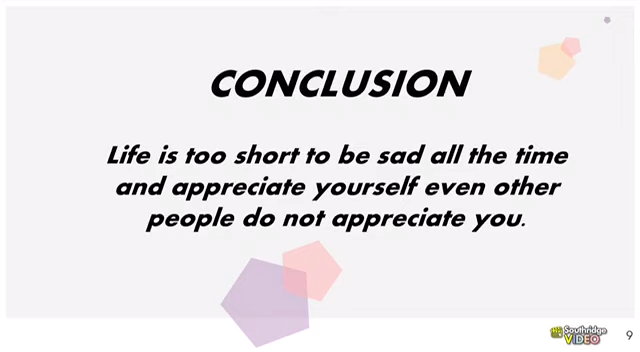 CONCLUSION
Life is too short to be sad all the time
and appreciate yourself even other
people do not appreciate you.
Southridge
VIDEO
9